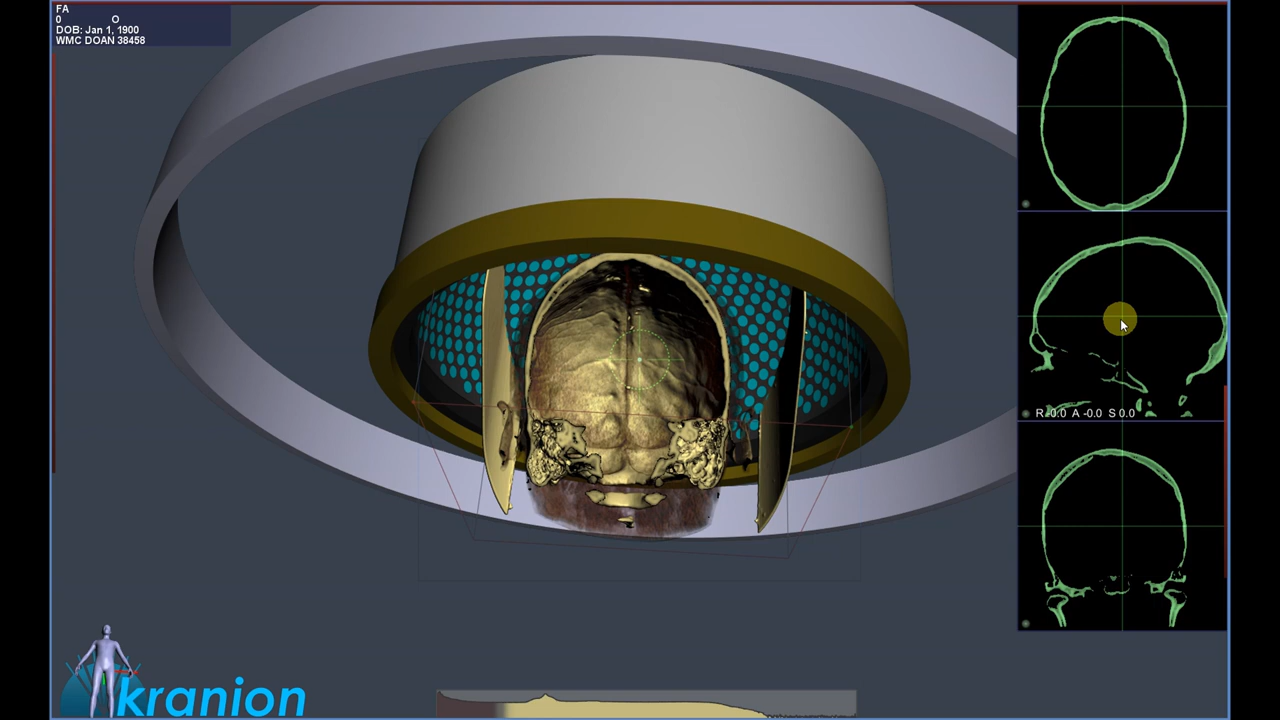 FA
0 O
DOB: Jan 1, 1900
WMC DOAN 38458
R 0.0 A -0.0 S 0.0
kranion